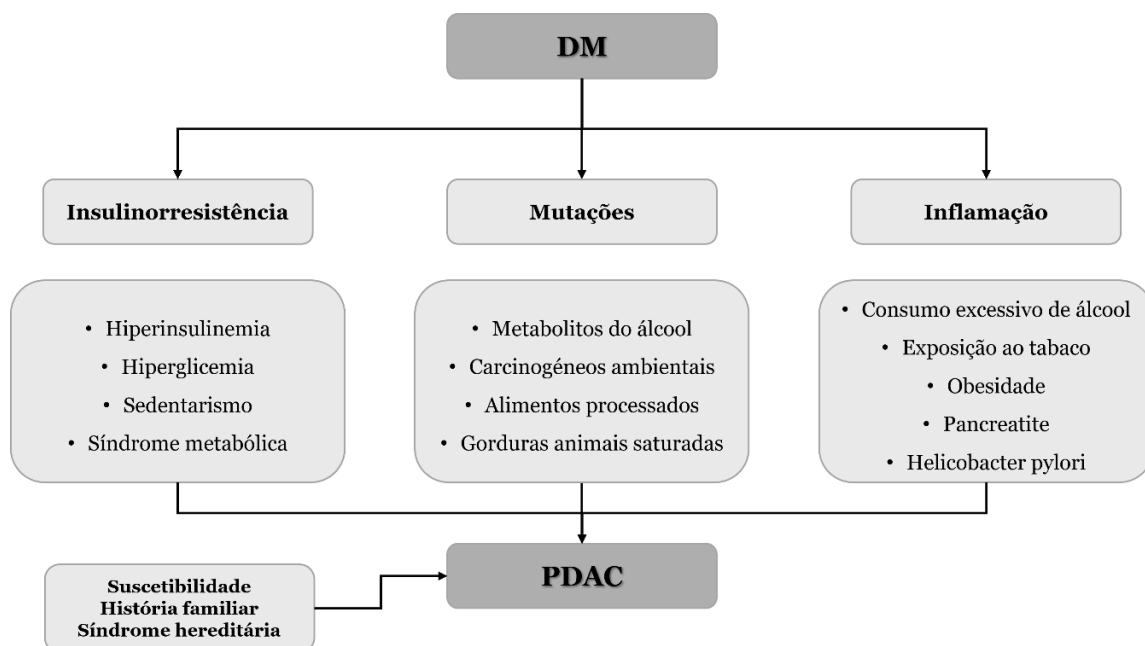 DM
Insulinorresistência
Mutações
Inflamação
• Hiperinsulinemia
• Hiperglicemia
• Sedentarismo
• Síndrome metabólica
• Metabolitos do álcool
• Carcinogéneos ambientais
• Alimentos processados
• Gorduras animais saturadas
• Consumo excessivo de álcool
• Exposição ao tabaco
• Obesidade
• Pancreatite
• Helicobacter pylori
PDAC
Suscetibilidade
História familiar
Síndrome hereditária